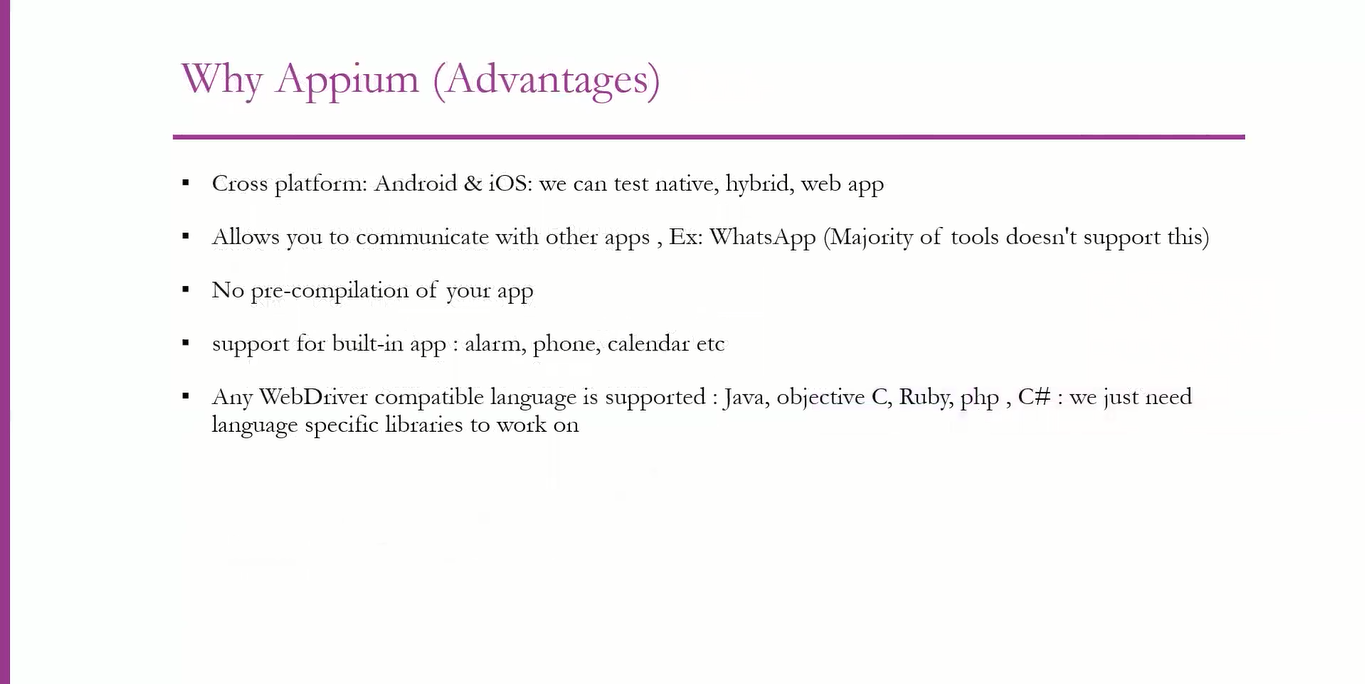 Why Appium (Advantages)
▪ Cross platform: Android & iOS: we can test native, hybrid, web app
▪ Allows you to communicate with other apps , Ex: WhatsApp (Majority of tools doesn't support this)
▪ No pre-compilation of your app
▪ support for built-in app : alarm, phone, calendar etc
▪ Any WebDriver compatible language is supported : Java, objective C, Ruby, php , C# : we just need
language specific libraries to work on